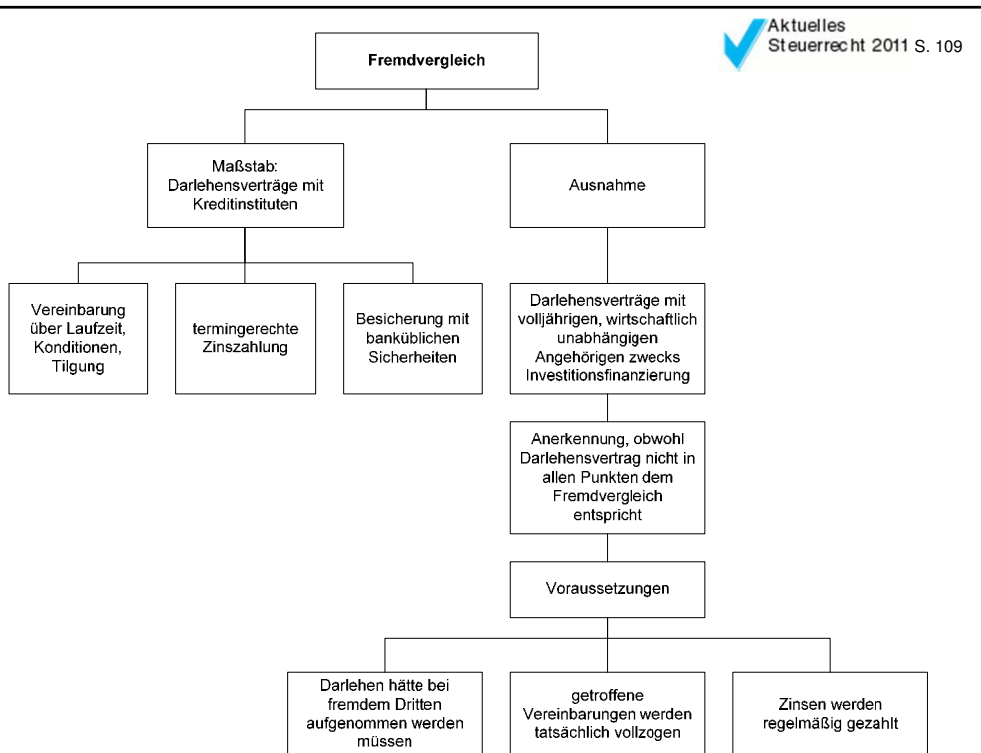 Aktuelles
Steuerrecht 2011 S. 109
Fremdvergleich
Maßstab:
Darlehensverträge mit
Kreditinstituten
Ausnahme
Vereinbarung
über Laufzeit,
Konditionen,
Tilgung
termingerechte
Zinszahlung
Besicherung mit
banküblichen
Sicherheiten
Darlehensverträge mit
volljährigen, wirtschaftlich
unabhängigen
Angehörigen zwecks
Investitionsfinanzierung
Anerkennung, obwohl
Darlehensvertrag nicht in
allen Punkten dem
Fremdvergleich
entspricht
Voraussetzungen
Darlehen hätte bei
fremdem Dritten
aufgenommen werden
müssen
getroffene
Vereinbarungen werden
tatsächlich vollzogen
Zinsen werden
regelmäßig gezahlt